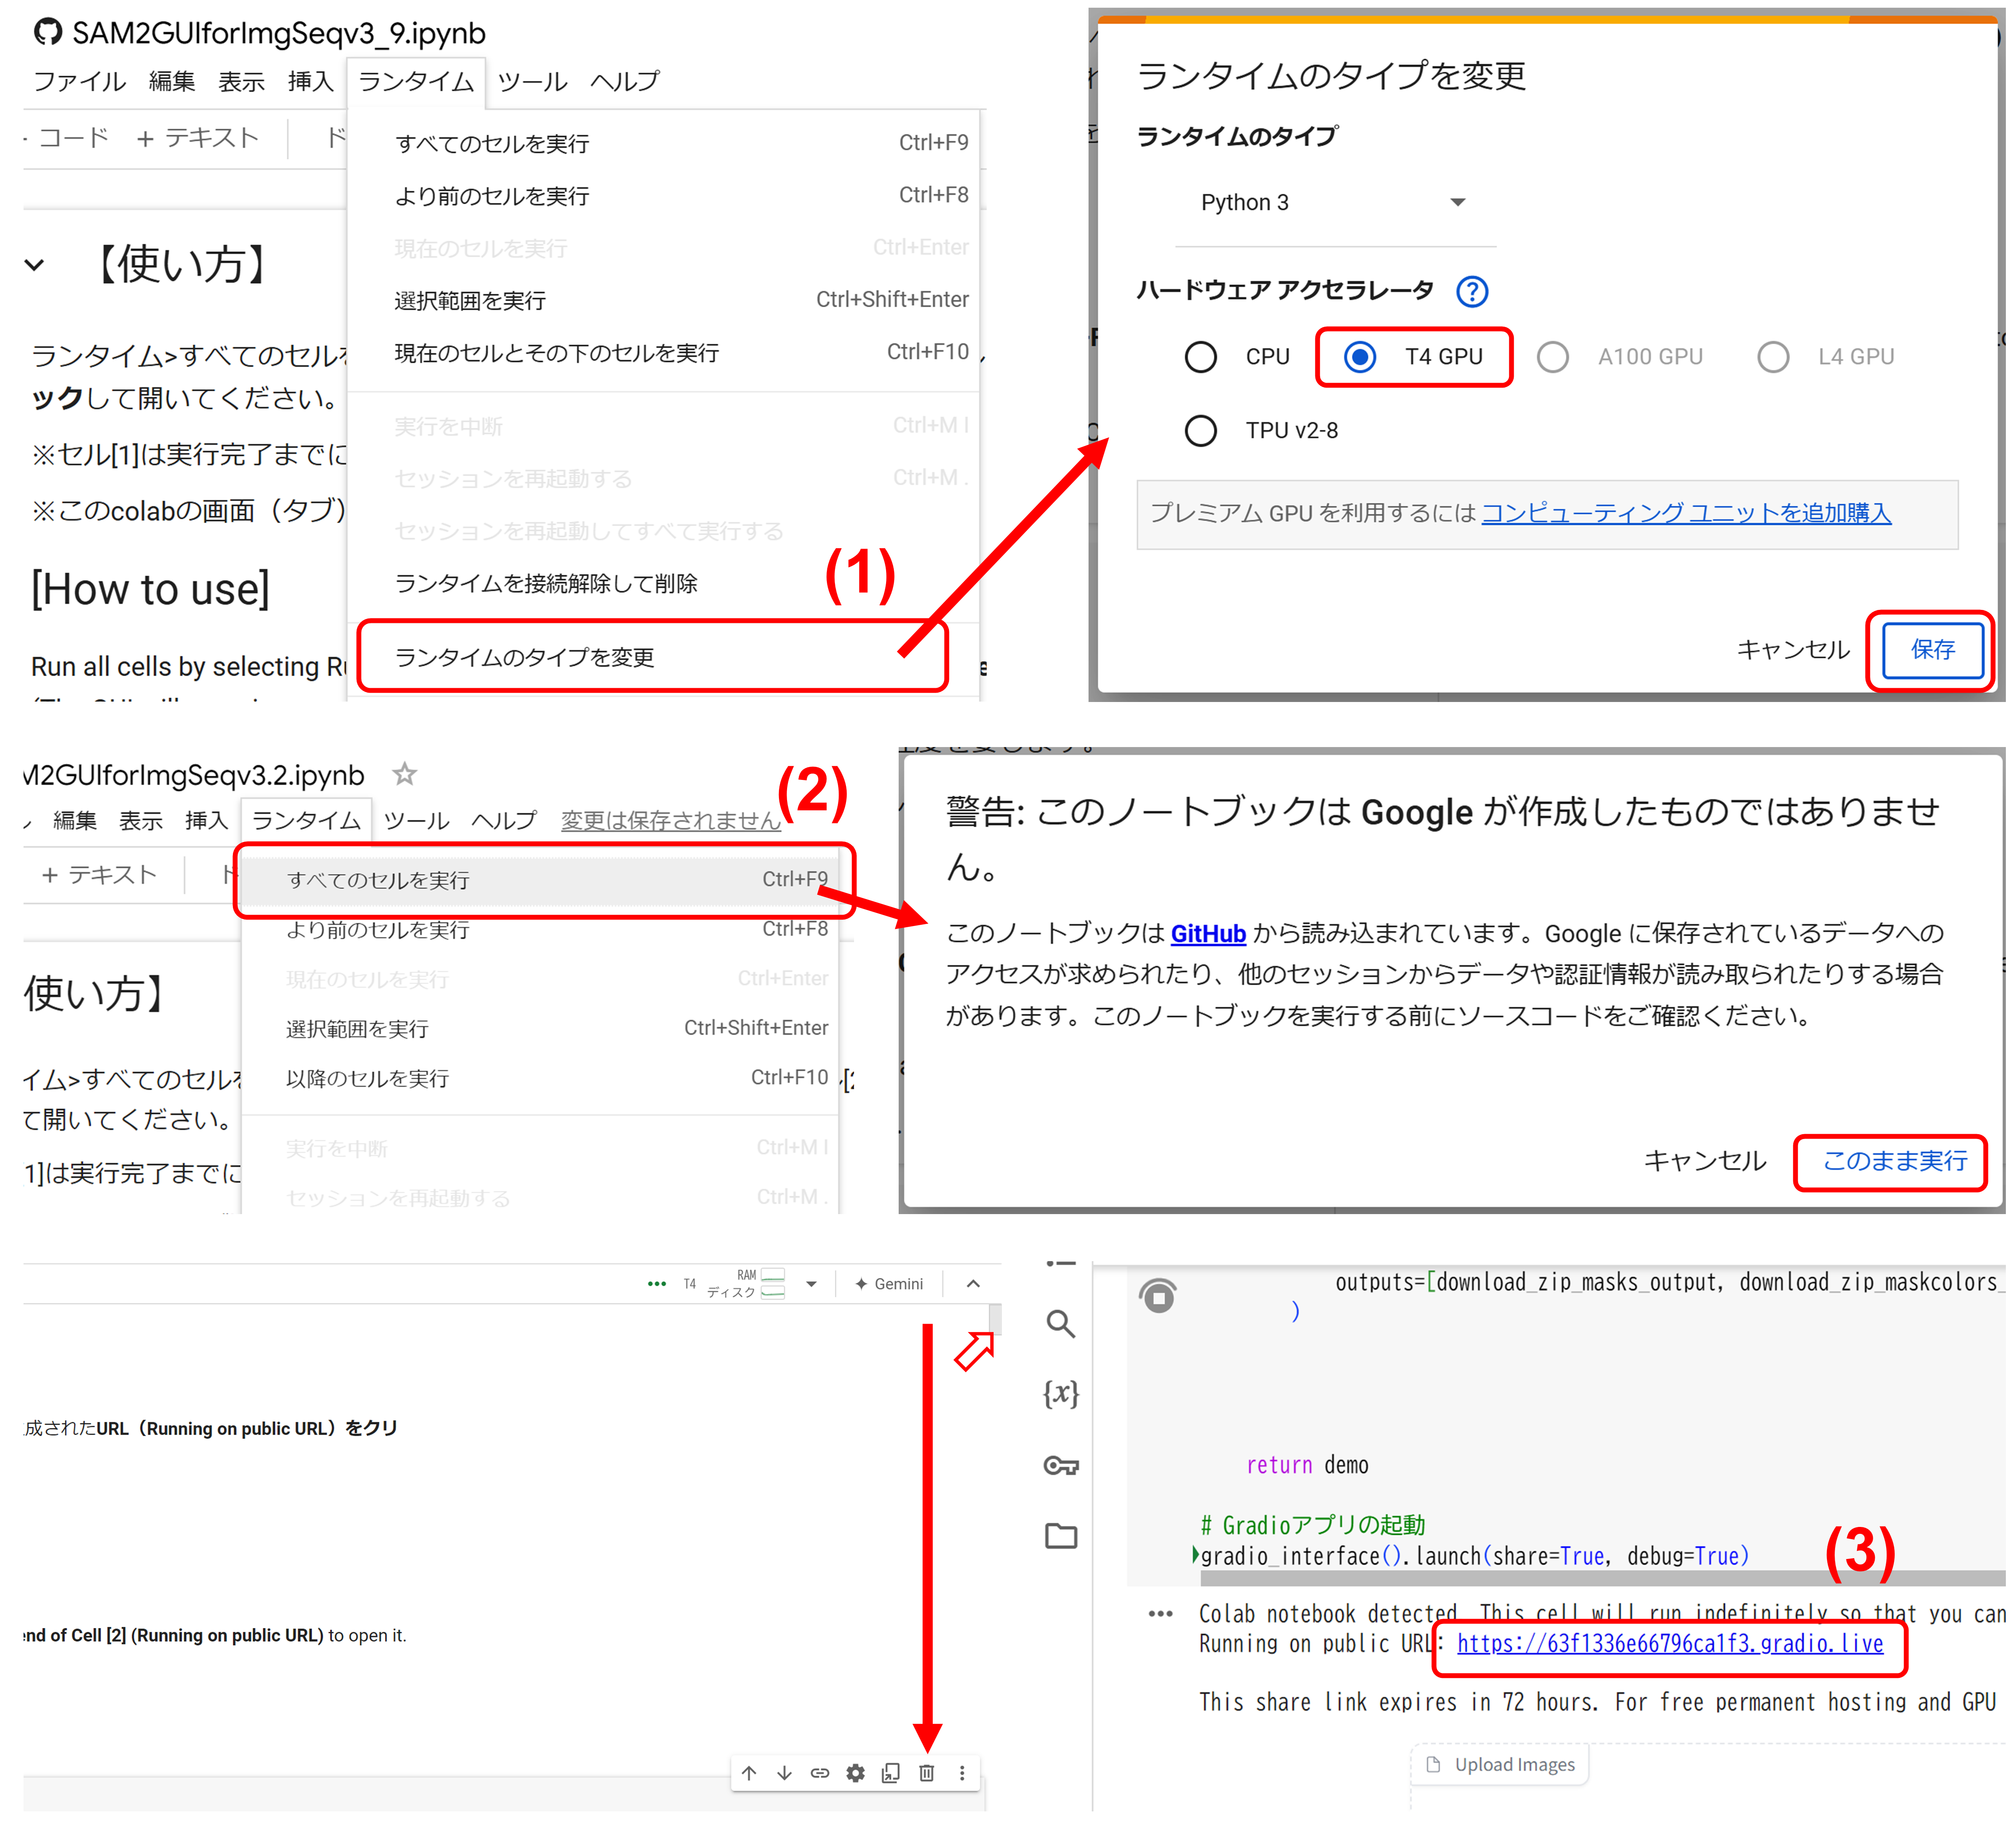 SAM2GUIforImgSeqv3_9.ipynb
ファイル 編集 表示 挿入 ランタイム ツール ヘルプ
コード + テキスト
すべてのセルを実行 Ctrl+F9
より前のセルを実行 Ctrl+F8
現在のセルを実行 Ctrl+Enter
選択範囲を実行 Ctrl+Shift+Enter
現在のセルとその下のセルを実行 Ctrl+F10
実行を中断 Ctrl+M I
セッションを再起動する Ctrl+M .
セッションを再起動してすべて実行する
ランタイムを接続解除して削除
ランタイムのタイプを変更
(1)
【使い方】
ランタイム>すべてのセルを
ックして開いてください。
※セル[1]は実行完了までに
※このcolabの画面（タブ）
[How to use]
Run all cells by selecting Ru
ランタイムのタイプを変更
ランタイムのタイプ
Python 3
ハードウェア アクセラレータ ?
CPU T4 GPU A100 GPU L4 GPU
TPU v2-8
プレミアム GPU を利用するには コンピューティング ユニットを追加購入
キャンセル 保存
M2GUIforImgSeqv3.2.ipynb
(2)
編集 表示 挿入 ランタイム ツール ヘルプ 変更は保存されません
+ テキスト
すべてのセルを実行 Ctrl+F9
より前のセルを実行 Ctrl+F8
現在のセルを実行 Ctrl+Enter
選択範囲を実行 Ctrl+Shift+Enter
以降のセルを実行 Ctrl+F10
実行を中断 Ctrl+M I
セッションを再起動する Ctrl+M .
使い方】
イム>すべてのセルを
て開いてください。
1]は実行完了までに
警告: このノートブックは Google が作成したものではありませ
ん。
このノートブックは GitHub から読み込まれています。Google に保存されているデータへの
アクセスが求められたり、他のセッションからデータや認証情報が読み取られたりする場合
があります。このノートブックを実行する前にソースコードをご確認ください。
キャンセル このまま実行
T4 RAM
ディスク
Gemini
成されたURL（Running on public URL）をクリ
end of Cell [2] (Running on public URL) to open it.
outputs=[download_zip_masks_output, download_zip_maskcolors_
)
{x}
return demo
# Gradioアプリの起動
gradio_interface().launch(share=True, debug=True)
(3)
Colab notebook detected. This cell will run indefinitely so that you can
Running on public URL: https://63f1336e66796ca1f3.gradio.live
This share link expires in 72 hours. For free permanent hosting and GPU
Upload Images